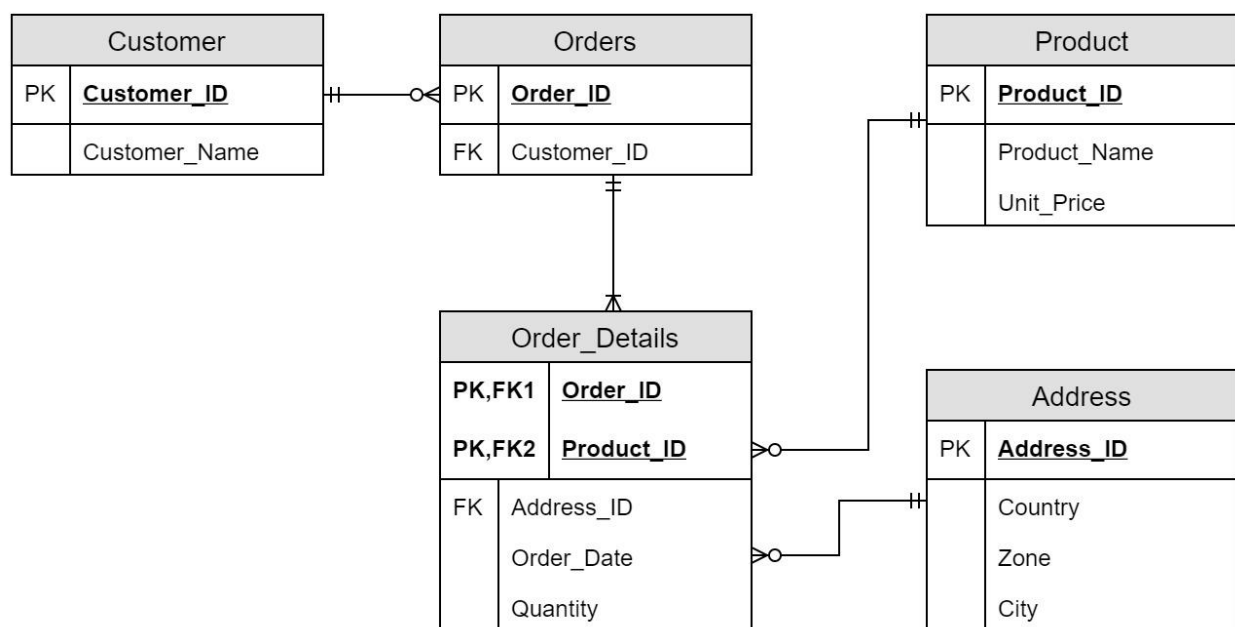 Customer
PK Customer_ID
Customer_Name
Orders
PK Order_ID
FK Customer_ID
Product
PK Product_ID
Product_Name
Unit_Price
Order_Details
PK,FK1 Order_ID
PK,FK2 Product_ID
FK Address_ID
Order_Date
Quantity
Address
PK Address_ID
Country
Zone
City